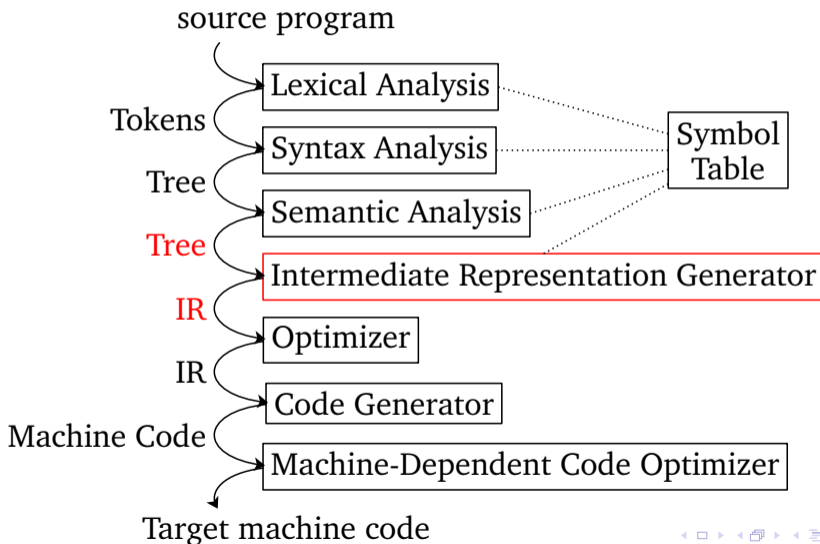 source program
Lexical Analysis
Tokens
Symbol
Table
Syntax Analysis
Tree
Semantic Analysis
Tree
Intermediate Representation Generator
IR
Optimizer
IR
Code Generator
Machine Code
Machine-Dependent Code Optimizer
Target machine code